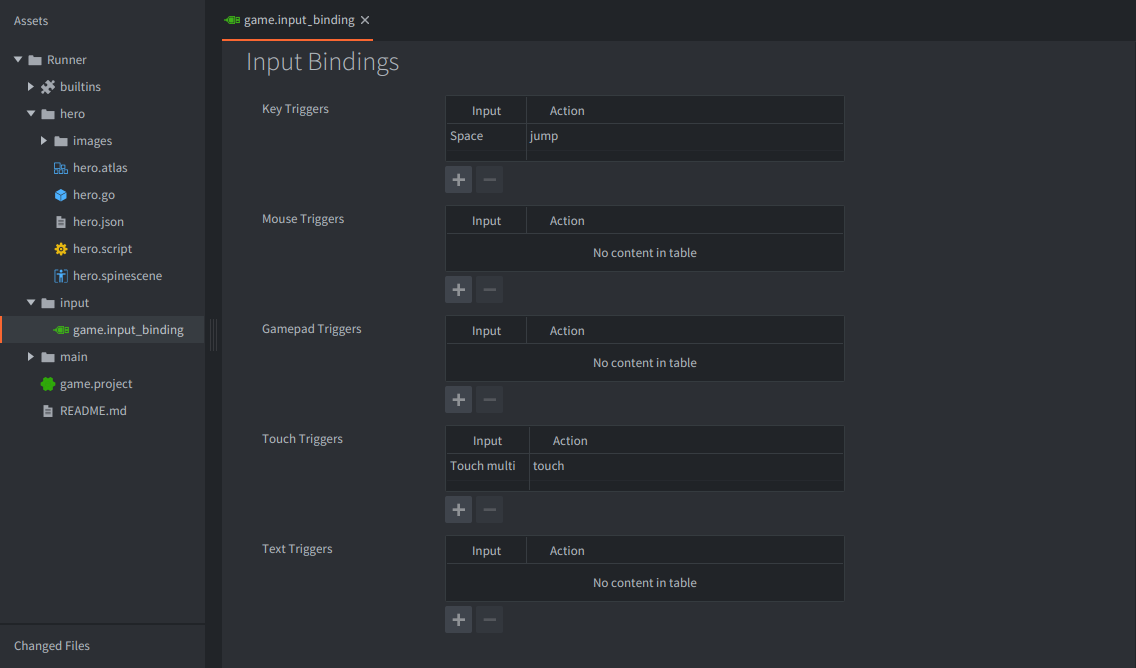 Assets
Runner
builtins
hero
images
hero.atlas
hero.go
hero.json
hero.script
hero.spinescene
input
game.input_binding
main
game.project
README.md
Changed Files
game.input_binding
Input Bindings
Key Triggers
Input Action
Space jump
Mouse Triggers
Input Action
No content in table
Gamepad Triggers
Input Action
No content in table
Touch Triggers
Input Action
Touch multi touch
Text Triggers
Input Action
No content in table